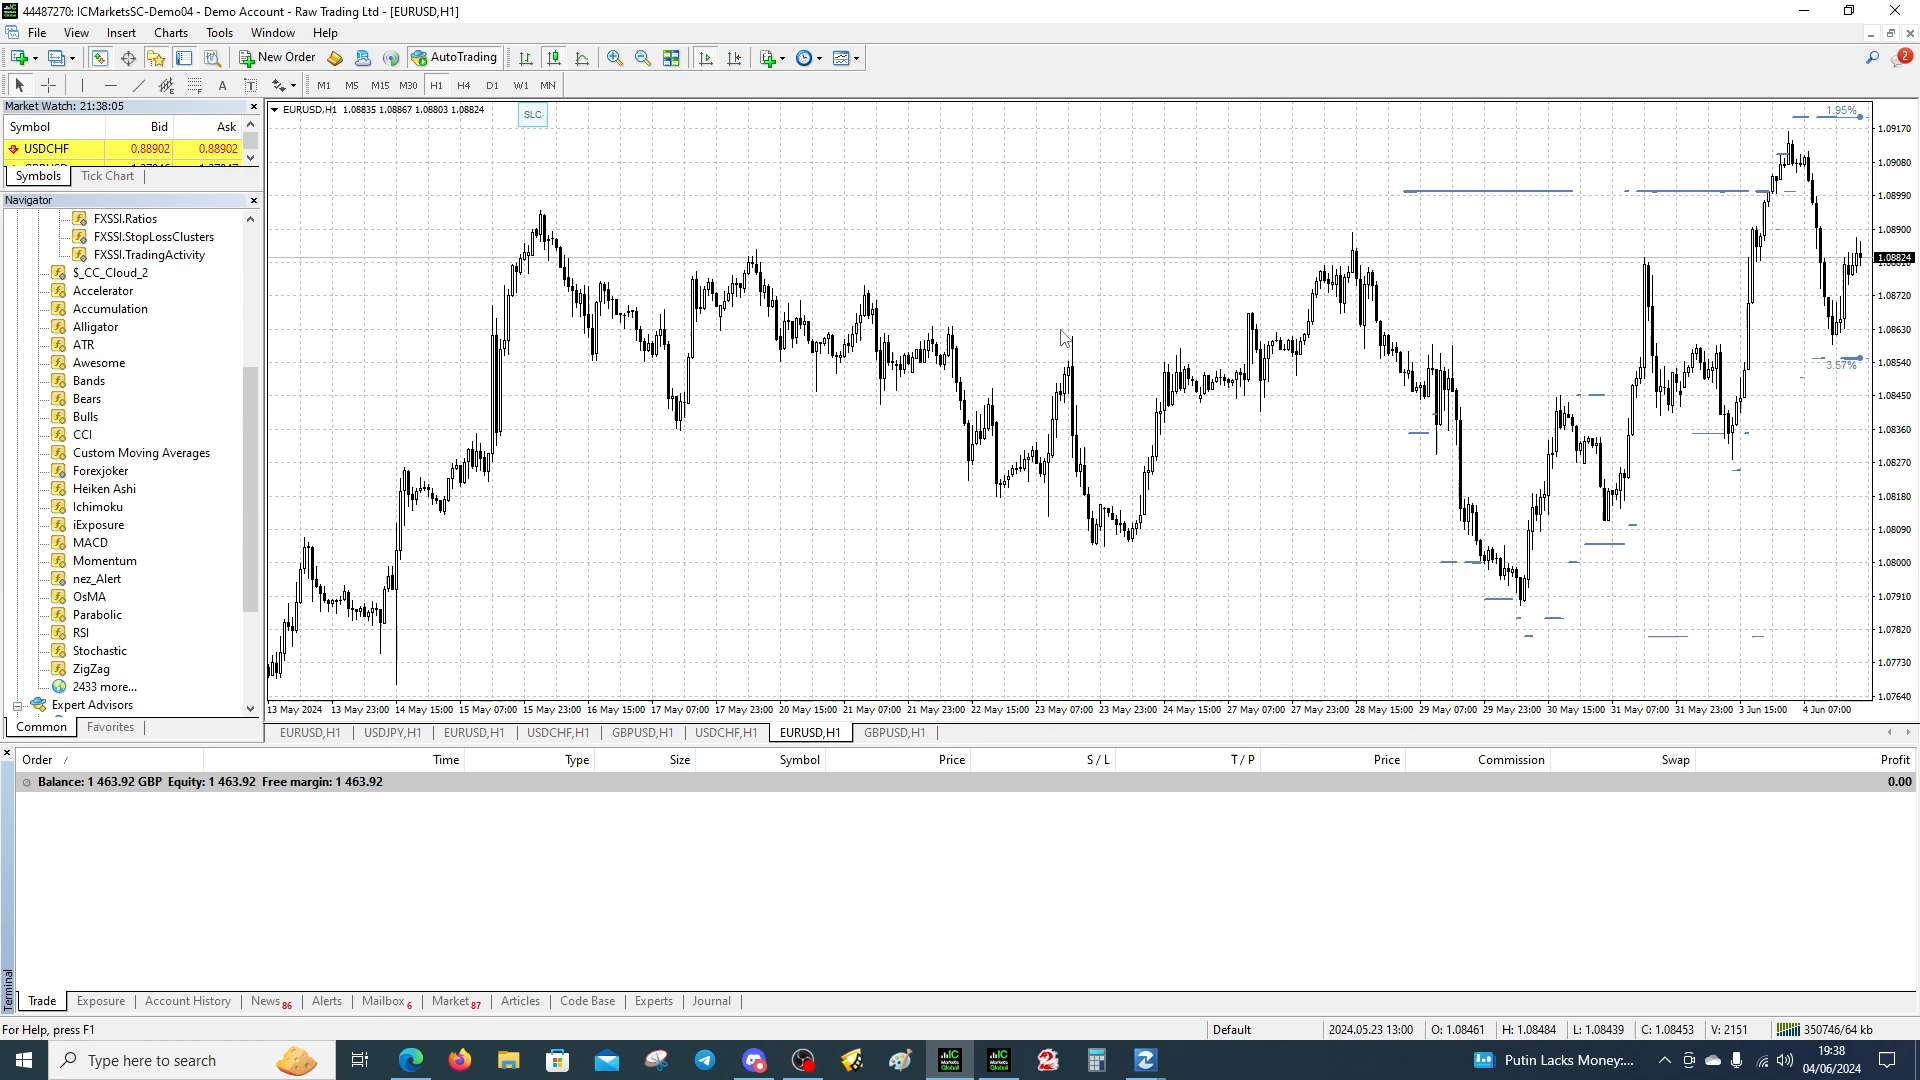 44487270: ICMarketsSC-Demo04 - Demo Account - Raw Trading Ltd - [EURUSD,H1]
File View Insert Charts Tools Window Help
New Order AutoTrading 2
A T M1 M5 M15 M30 H1 H4 D1 W1 MN
Market Watch: 21:38:05
Symbol Bid Ask
USDCHF 0.88902 0.88902
Symbols Tick Chart
Navigator
FXSSI.Ratios
FXSSI.StopLossClusters
FXSSI.TradingActivity
$_CC_Cloud_2
Accelerator
Accumulation
Alligator
ATR
Awesome
Bands
Bears
Bulls
CCI
Custom Moving Averages
Forexjoker
Heiken Ashi
Ichimoku
iExposure
MACD
Momentum
nez_Alert
OsMA
Parabolic
RSI
Stochastic
ZigZag
2433 more...
Expert Advisors
Common Favorites
EURUSD,H1 1.08835 1.08867 1.08803 1.08824
SLC
1.95%
3.57%
1.09170
1.09080
1.08990
1.08900
1.08824
1.08720
1.08630
1.08540
1.08450
1.08360
1.08270
1.08180
1.08090
1.08000
1.07910
1.07820
1.07730
1.07640
13 May 2024 13 May 23:00 14 May 15:00 15 May 07:00 15 May 23:00 16 May 15:00 17 May 07:00 17 May 23:00 20 May 15:00 21 May 07:00 21 May 23:00 22 May 15:00 23 May 07:00 23 May 23:00 24 May 15:00 27 May 07:00 27 May 23:00 28 May 15:00 29 May 07:00 29 May 23:00 30 May 15:00 31 May 07:00 31 May 23:00 3 Jun 15:00 4 Jun 07:00
EURUSD,H1 USDJPY,H1 EURUSD,H1 USDCHF,H1 GBPUSD,H1 USDCHF,H1 EURUSD,H1 GBPUSD,H1
Order / Time Type Size Symbol Price S / L T / P Price Commission Swap Profit
Balance: 1 463.92 GBP Equity: 1 463.92 Free margin: 1 463.92 0.00
Terminal
Trade Exposure Account History News 86 Alerts Mailbox 6 Market 87 Articles Code Base Experts Journal
For Help, press F1 Default 2024.05.23 13:00 O: 1.08461 H: 1.08484 L: 1.08439 C: 1.08453 V: 2151 350746/64 kb
Type here to search Putin Lacks Money:... 19:38
04/06/2024